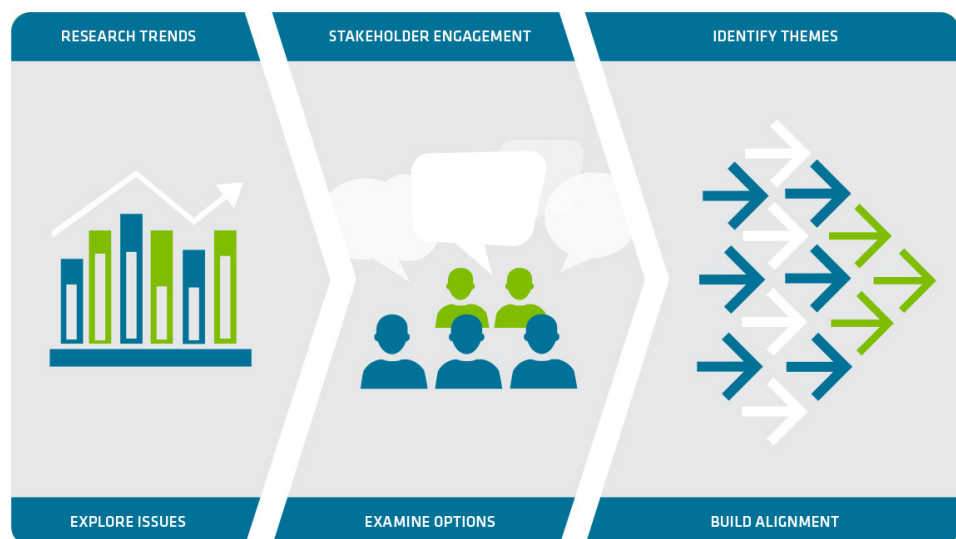 RESEARCH TRENDS
STAKEHOLDER ENGAGEMENT
IDENTIFY THEMES
EXPLORE ISSUES
EXAMINE OPTIONS
BUILD ALIGNMENT